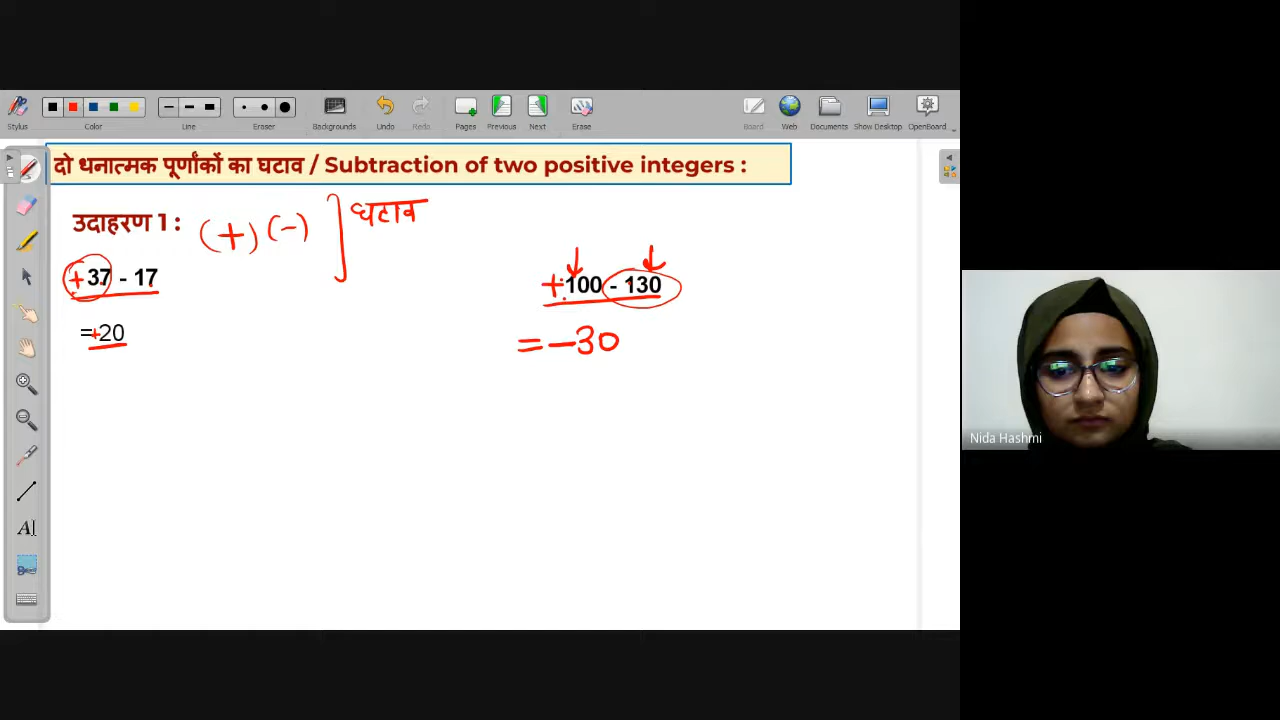 Stylus
Color
Line
Eraser
Backgrounds
Undo
Redo
Pages
Previous
Next
Erase
Board
Web
Documents
Show Desktop
OpenBoard
दो धनात्मक पूर्णांकों का घटाव / Subtraction of two positive integers :
उदाहरण 1 : (+) (-) ] घटाव
+37 - 17
= +20
+100 - 130
= -30
Nida Hashmi